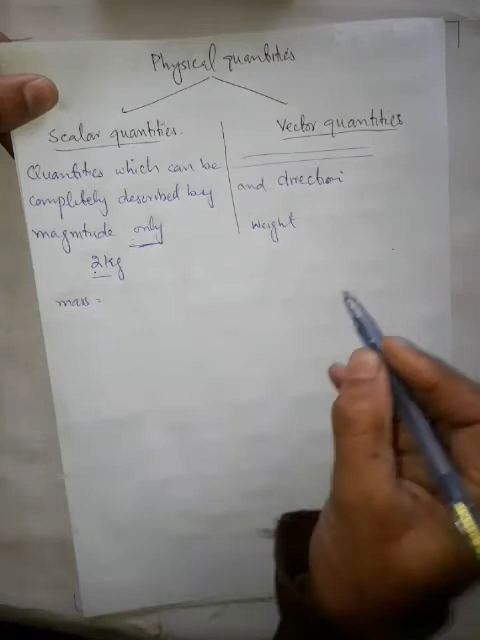 Physical quantities
Scalar quantities.
Quantities which can be
completely described by
magnitude only
2kg
mass =
Vector quantities
and direction
Weight